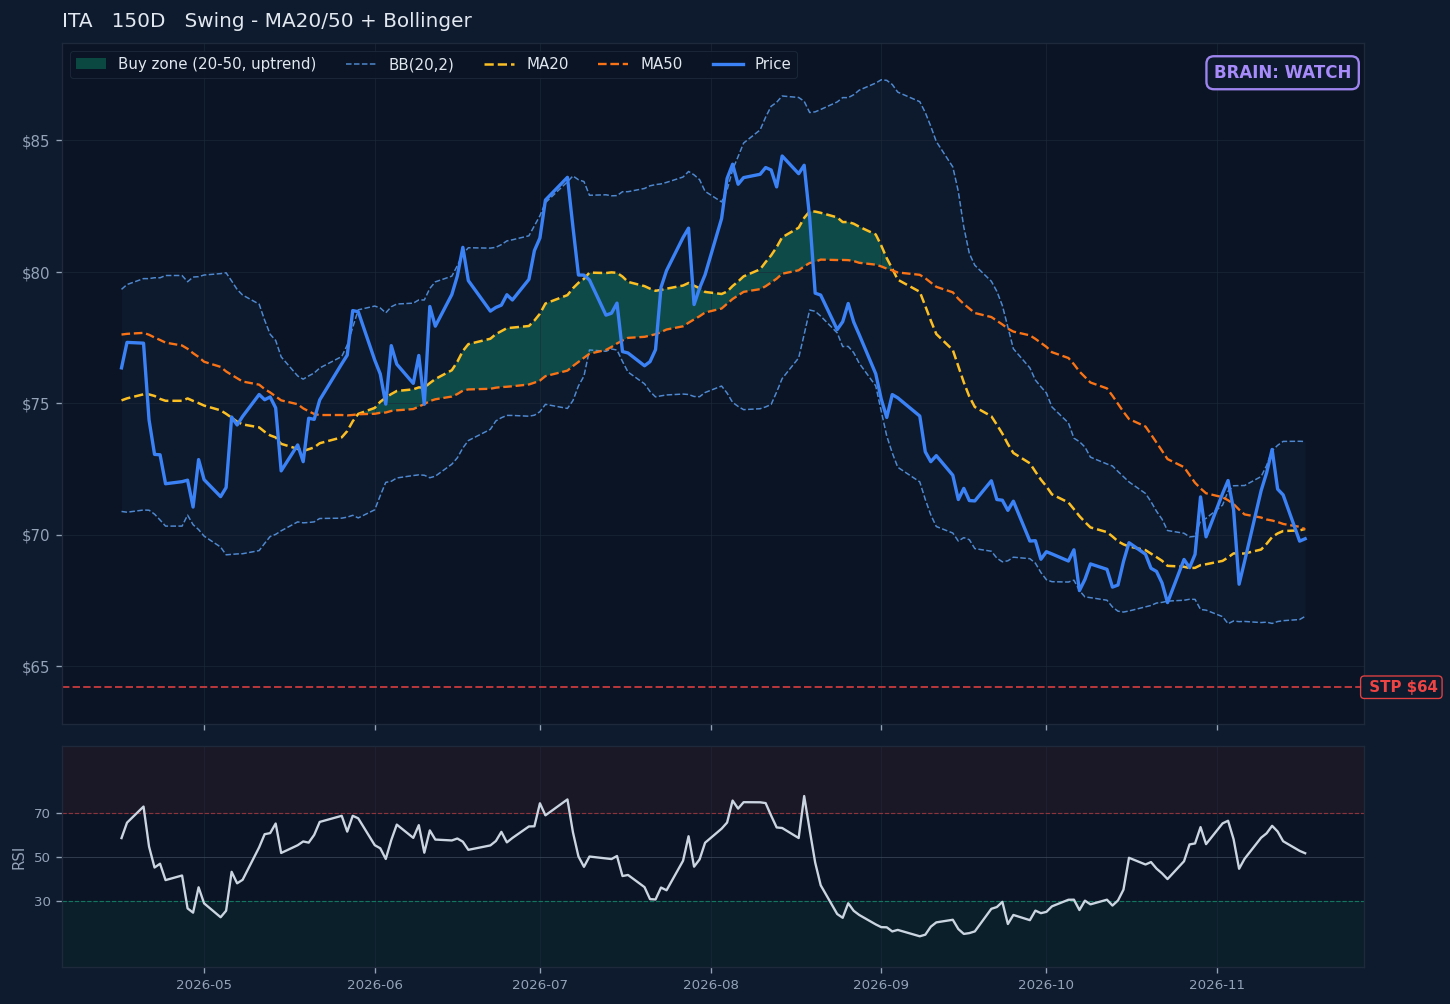 ITA   150D   Swing - MA20/50 + Bollinger
Buy zone (20-50, uptrend)   BB(20,2)   MA20   MA50   Price
BRAIN: WATCH
$85
$80
$75
$70
$65
STP $64
70
50
30
RSI
2026-05   2026-06   2026-07   2026-08   2026-09   2026-10   2026-11